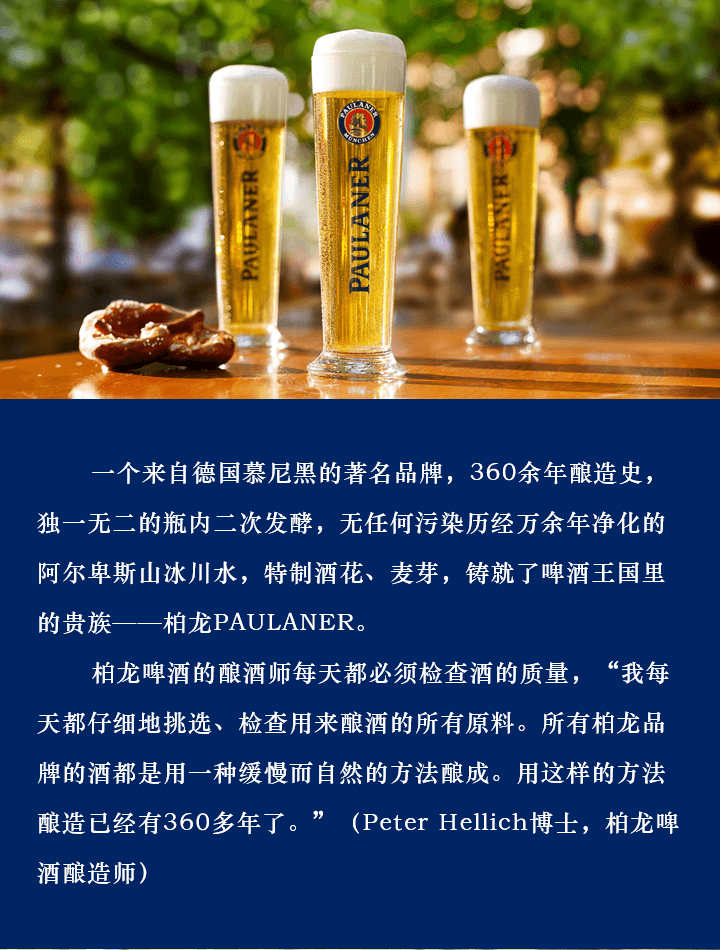 PAULANER
PAULANER
MÜNCHEN
PAULANER
PAULANER
一个来自德国慕尼黑的著名品牌，360余年酿造史，
独一无二的瓶内二次发酵，无任何污染历经万余年净化的
阿尔卑斯山冰川水，特制酒花、麦芽，铸就了啤酒王国里
的贵族——柏龙PAULANER。
柏龙啤酒的酿酒师每天都必须检查酒的质量，“我每
天都仔细地挑选、检查用来酿酒的所有原料。所有柏龙品
牌的酒都是用一种缓慢而自然的方法酿成。用这样的方法
酿造已经有360多年了。”（Peter Hellich博士，柏龙啤
酒酿造师）